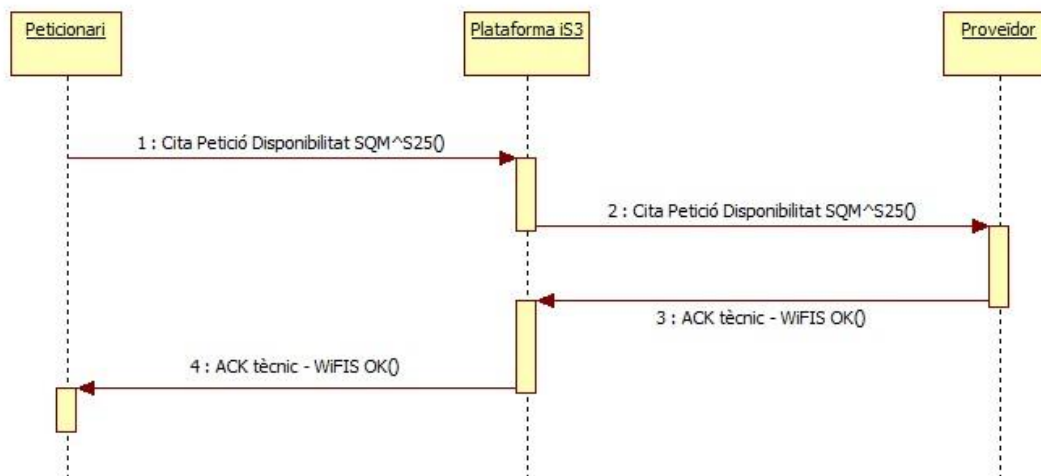 Peticionari
Plataforma iS3
Proveïdor
1 : Cita Petició Disponibilitat SQM^S25()
2 : Cita Petició Disponibilitat SQM^S25()
3 : ACK tècnic - WiFIS OK()
4 : ACK tècnic - WiFIS OK()